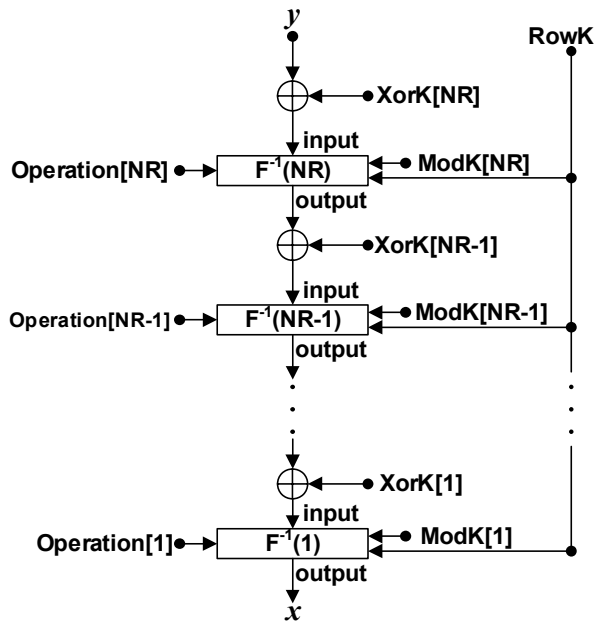 y
RowK
XorK[NR]
input
Operation[NR]
F⁻¹(NR)
ModK[NR]
output
XorK[NR-1]
input
Operation[NR-1]
F⁻¹(NR-1)
ModK[NR-1]
output
XorK[1]
input
Operation[1]
F⁻¹(1)
ModK[1]
output
x